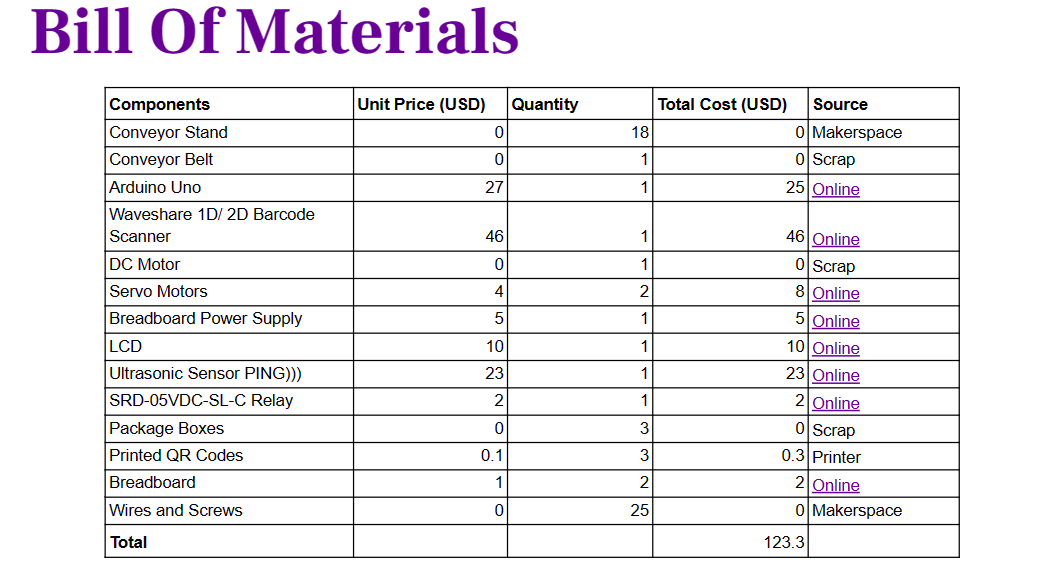 Bill Of Materials
Components Unit Price (USD) Quantity Total Cost (USD) Source
Conveyor Stand 0 18 0 Makerspace
Conveyor Belt 0 1 0 Scrap
Arduino Uno 27 1 25 Online
Waveshare 1D/ 2D Barcode
Scanner 46 1 46 Online
DC Motor 0 1 0 Scrap
Servo Motors 4 2 8 Online
Breadboard Power Supply 5 1 5 Online
LCD 10 1 10 Online
Ultrasonic Sensor PING))) 23 1 23 Online
SRD-05VDC-SL-C Relay 2 1 2 Online
Package Boxes 0 3 0 Scrap
Printed QR Codes 0.1 3 0.3 Printer
Breadboard 1 2 2 Online
Wires and Screws 0 25 0 Makerspace
Total 123.3